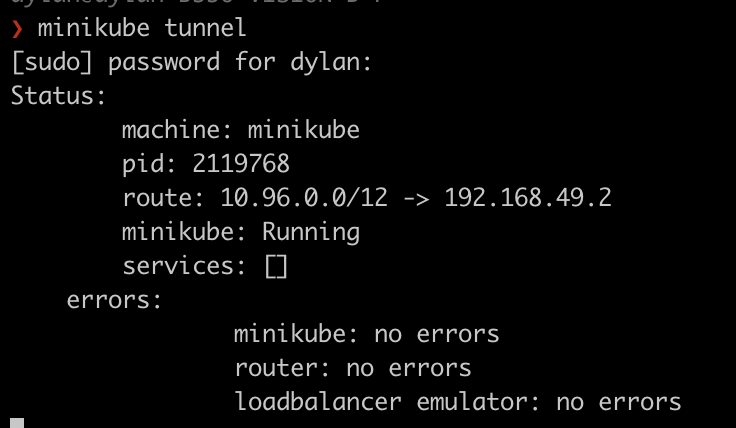 ❯ minikube tunnel
[sudo] password for dylan:
Status:
machine: minikube
pid: 2119768
route: 10.96.0.0/12 -> 192.168.49.2
minikube: Running
services: []
errors:
minikube: no errors
router: no errors
loadbalancer emulator: no errors